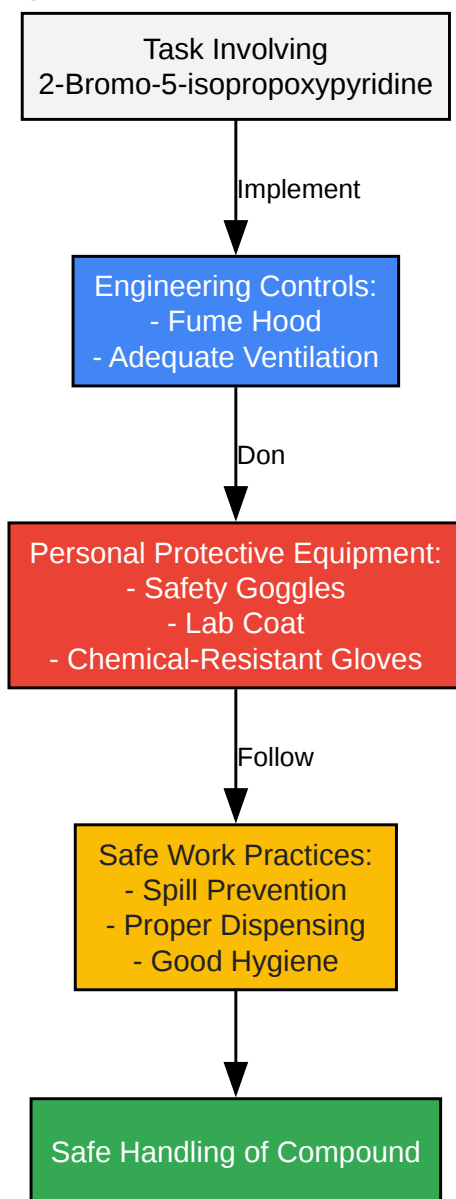 Task Involving
2-Bromo-5-isopropoxypyridine
Implement
Engineering Controls:
- Fume Hood
- Adequate Ventilation
Don
Personal Protective Equipment:
- Safety Goggles
- Lab Coat
- Chemical-Resistant Gloves
Follow
Safe Work Practices:
- Spill Prevention
- Proper Dispensing
- Good Hygiene
Safe Handling of Compound